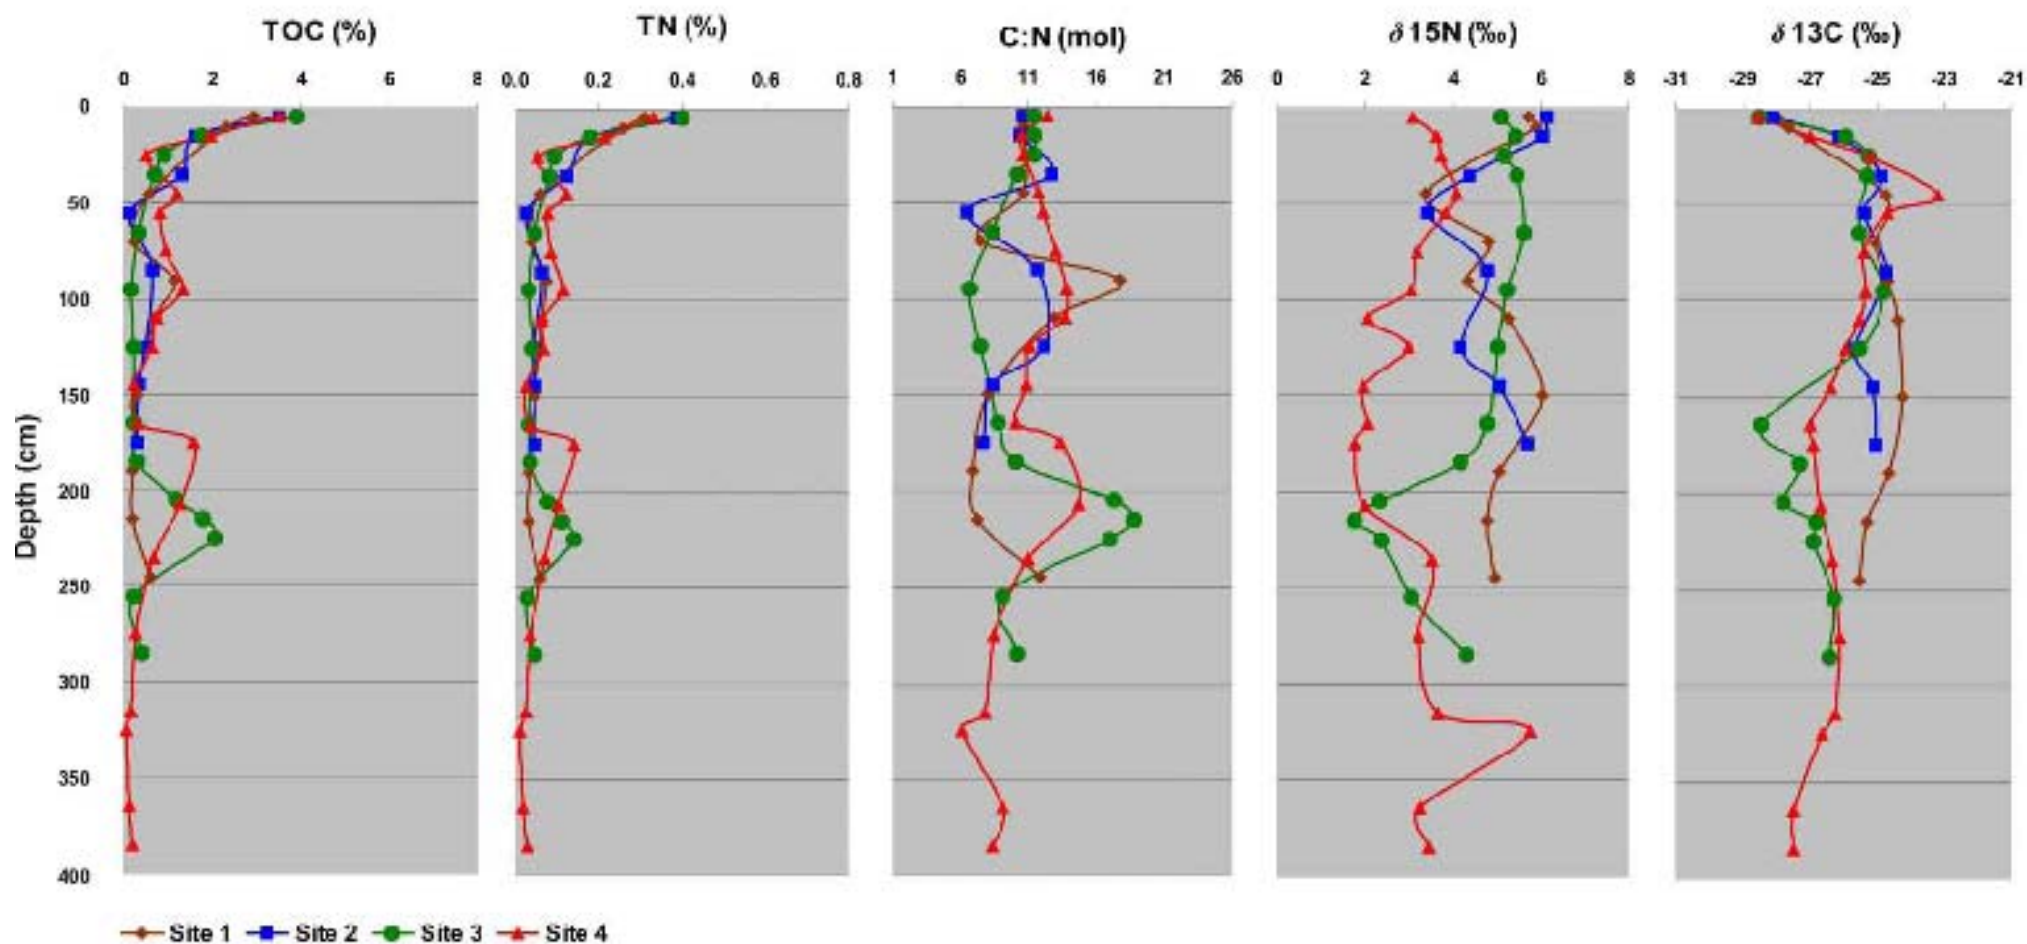 TOC (%) TN (%) C:N (mol) δ 15N (‰) δ 13C (‰)
0 2 4 6 8 0.0 0.2 0.4 0.6 0.8 1 6 11 16 21 26 0 2 4 6 8 -31 -29 -27 -25 -23 -21
0
50
100
150
200
250
300
350
400
Depth (cm)
Site 1 Site 2 Site 3 Site 4